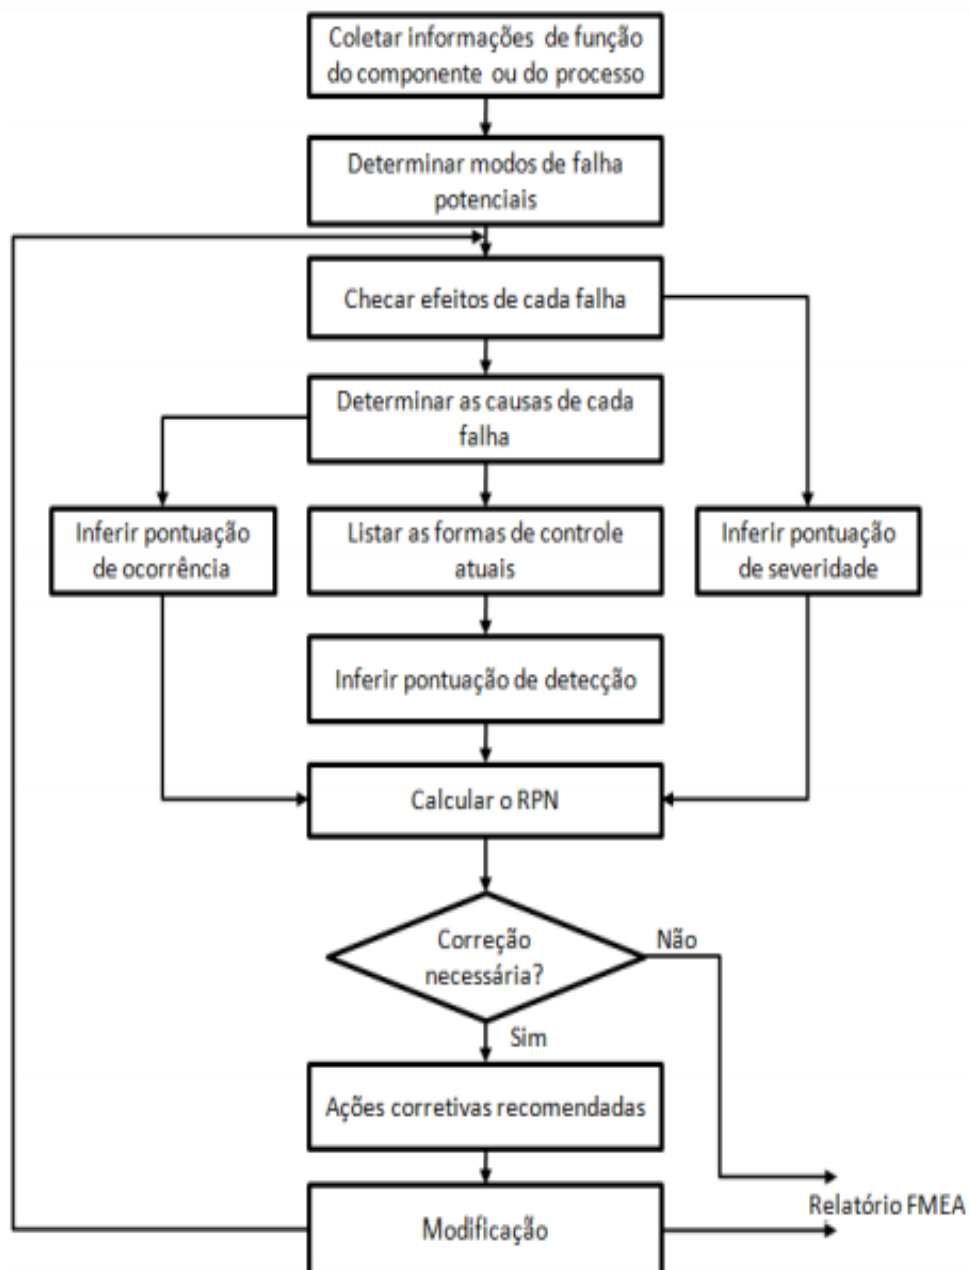 Coletar informações de função
do componente ou do processo
Determinar modos de falha
potenciais
Checar efeitos de cada falha
Determinar as causas de cada
falha
Inferir pontuação
de ocorrência
Listar as formas de controle
atuais
Inferir pontuação
de severidade
Inferir pontuação de detecção
Calcular o RPN
Correção
necessária?
Não
Sim
Ações corretivas recomendadas
Relatório FMEA
Modificação